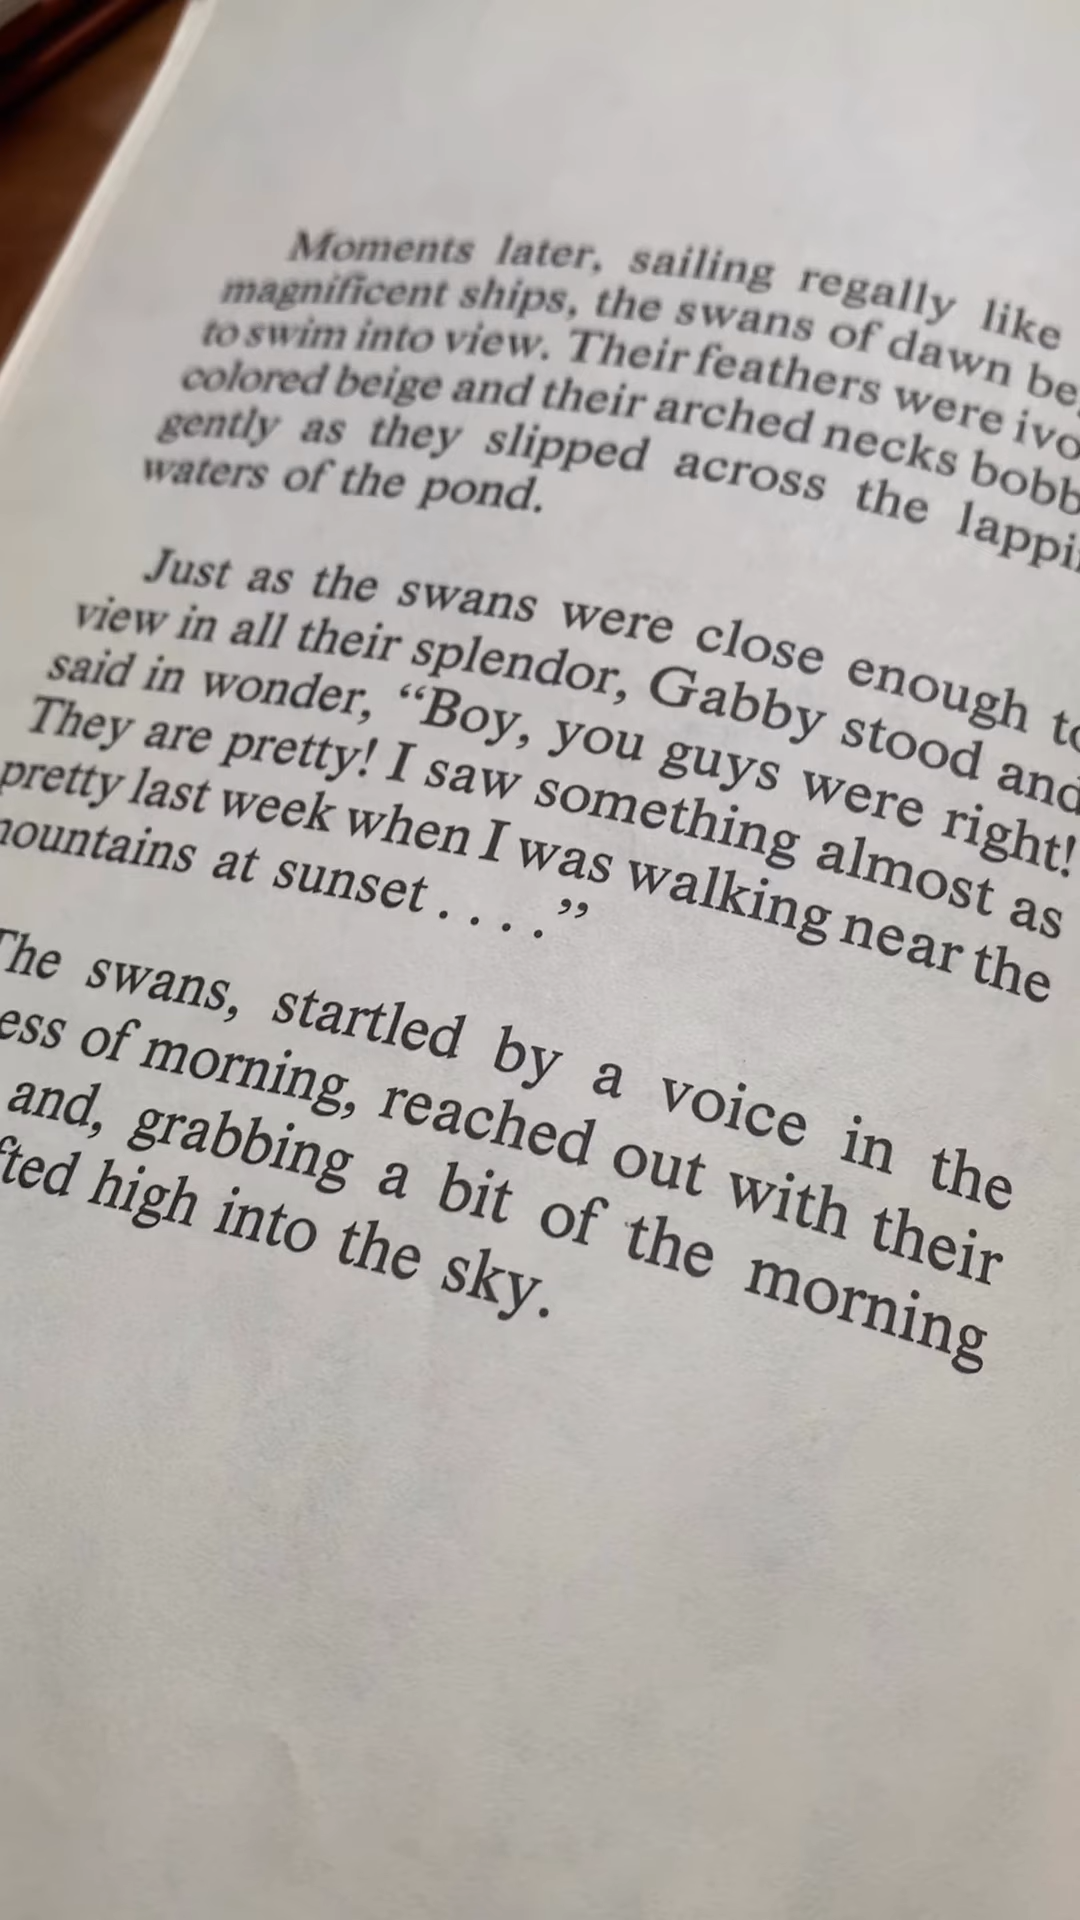 Moments later, sailing regally like
magnificent ships, the swans of dawn be
to swim into view. Their feathers were ivo
colored beige and their arched necks bobb
gently as they slipped across the lappi
waters of the pond.
Just as the swans were close enough to
view in all their splendor, Gabby stood and
said in wonder, “Boy, you guys were right!
They are pretty! I saw something almost as
pretty last week when I was walking near the
ountains at sunset . . . .”
The swans, startled by a voice in the
ess of morning, reached out with their
and, grabbing a bit of the morning
fted high into the sky.